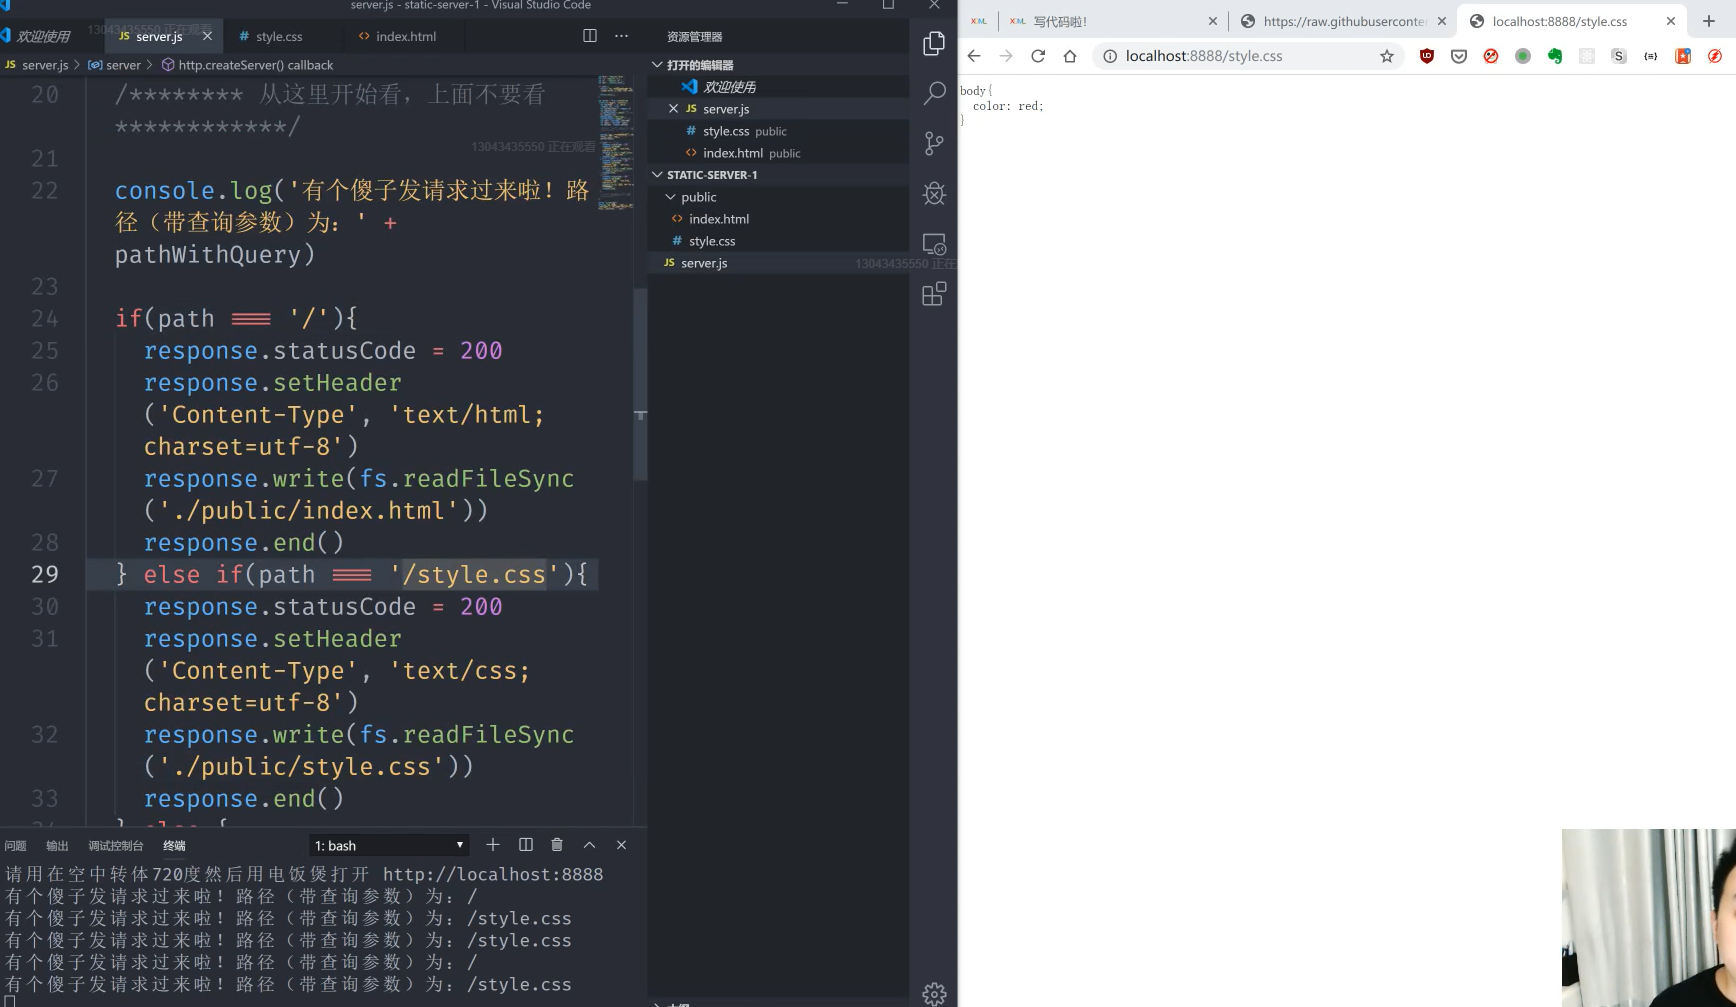 server.js - static-server-1 - Visual Studio Code
欢迎使用
server.js
style.css
index.html
server.js > server > http.createServer() callback
20 /******** 从这里开始看，上面不要看
************/
13043435550 正在观看
21
22 console.log('有个傻子发请求过来啦！路
径（带查询参数）为：' +
pathWithQuery)
23
24 if(path === '/'){
25 response.statusCode = 200
26 response.setHeader
('Content-Type', 'text/html;
charset=utf-8')
27 response.write(fs.readFileSync
('./public/index.html'))
28 response.end()
29 } else if(path === '/style.css'){
30 response.statusCode = 200
31 response.setHeader
('Content-Type', 'text/css;
charset=utf-8')
32 response.write(fs.readFileSync
('./public/style.css'))
33 response.end()
} else {
问题 输出 调试控制台 终端
1: bash
请用在空中转体720度然后用电饭煲打开 http://localhost:8888
有个傻子发请求过来啦！路径（带查询参数）为：/
有个傻子发请求过来啦！路径（带查询参数）为：/style.css
有个傻子发请求过来啦！路径（带查询参数）为：/style.css
有个傻子发请求过来啦！路径（带查询参数）为：/
有个傻子发请求过来啦！路径（带查询参数）为：/style.css
资源管理器
打开的编辑器
欢迎使用
JS server.js
# style.css public
<> index.html public
STATIC-SERVER-1
public
<> index.html
# style.css
JS server.js
13043435550 正在
XML
XML 写代码啦！
https://raw.githubuserconte
localhost:8888/style.css
localhost:8888/style.css
body{
color: red;
}